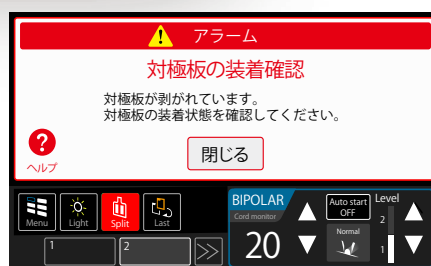 アラーム
対極板の装着確認
対極板が剥がれています。
対極板の装着状態を確認してください。
?
ヘルプ
閉じる
Menu
Light
Split
Last
1
2
BIPOLAR
Cord monitor
20
Auto start
OFF
Normal
Level
2
1